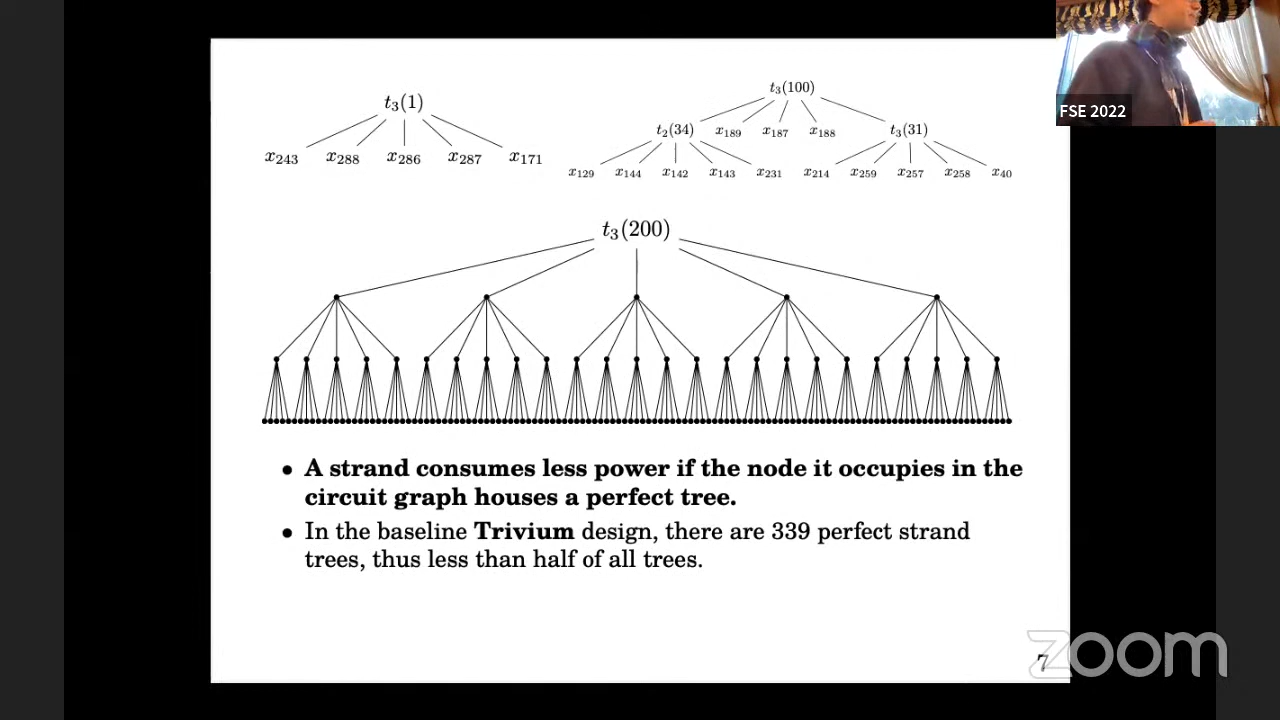 FSE 2022
t₃(1)
x₂₄₃ x₂₈₈ x₂₈₆ x₂₈₇ x₁₇₁
t₃(100)
t₂(34) x₁₈₉ x₁₈₇ x₁₈₈ t₃(31)
x₁₂₉ x₁₄₄ x₁₄₂ x₁₄₃ x₂₃₁ x₂₁₄ x₂₅₉ x₂₅₇ x₂₅₈ x₄₀
t₃(200)
• A strand consumes less power if the node it occupies in the
circuit graph houses a perfect tree.
• In the baseline Trivium design, there are 339 perfect strand
trees, thus less than half of all trees.
7
zoom